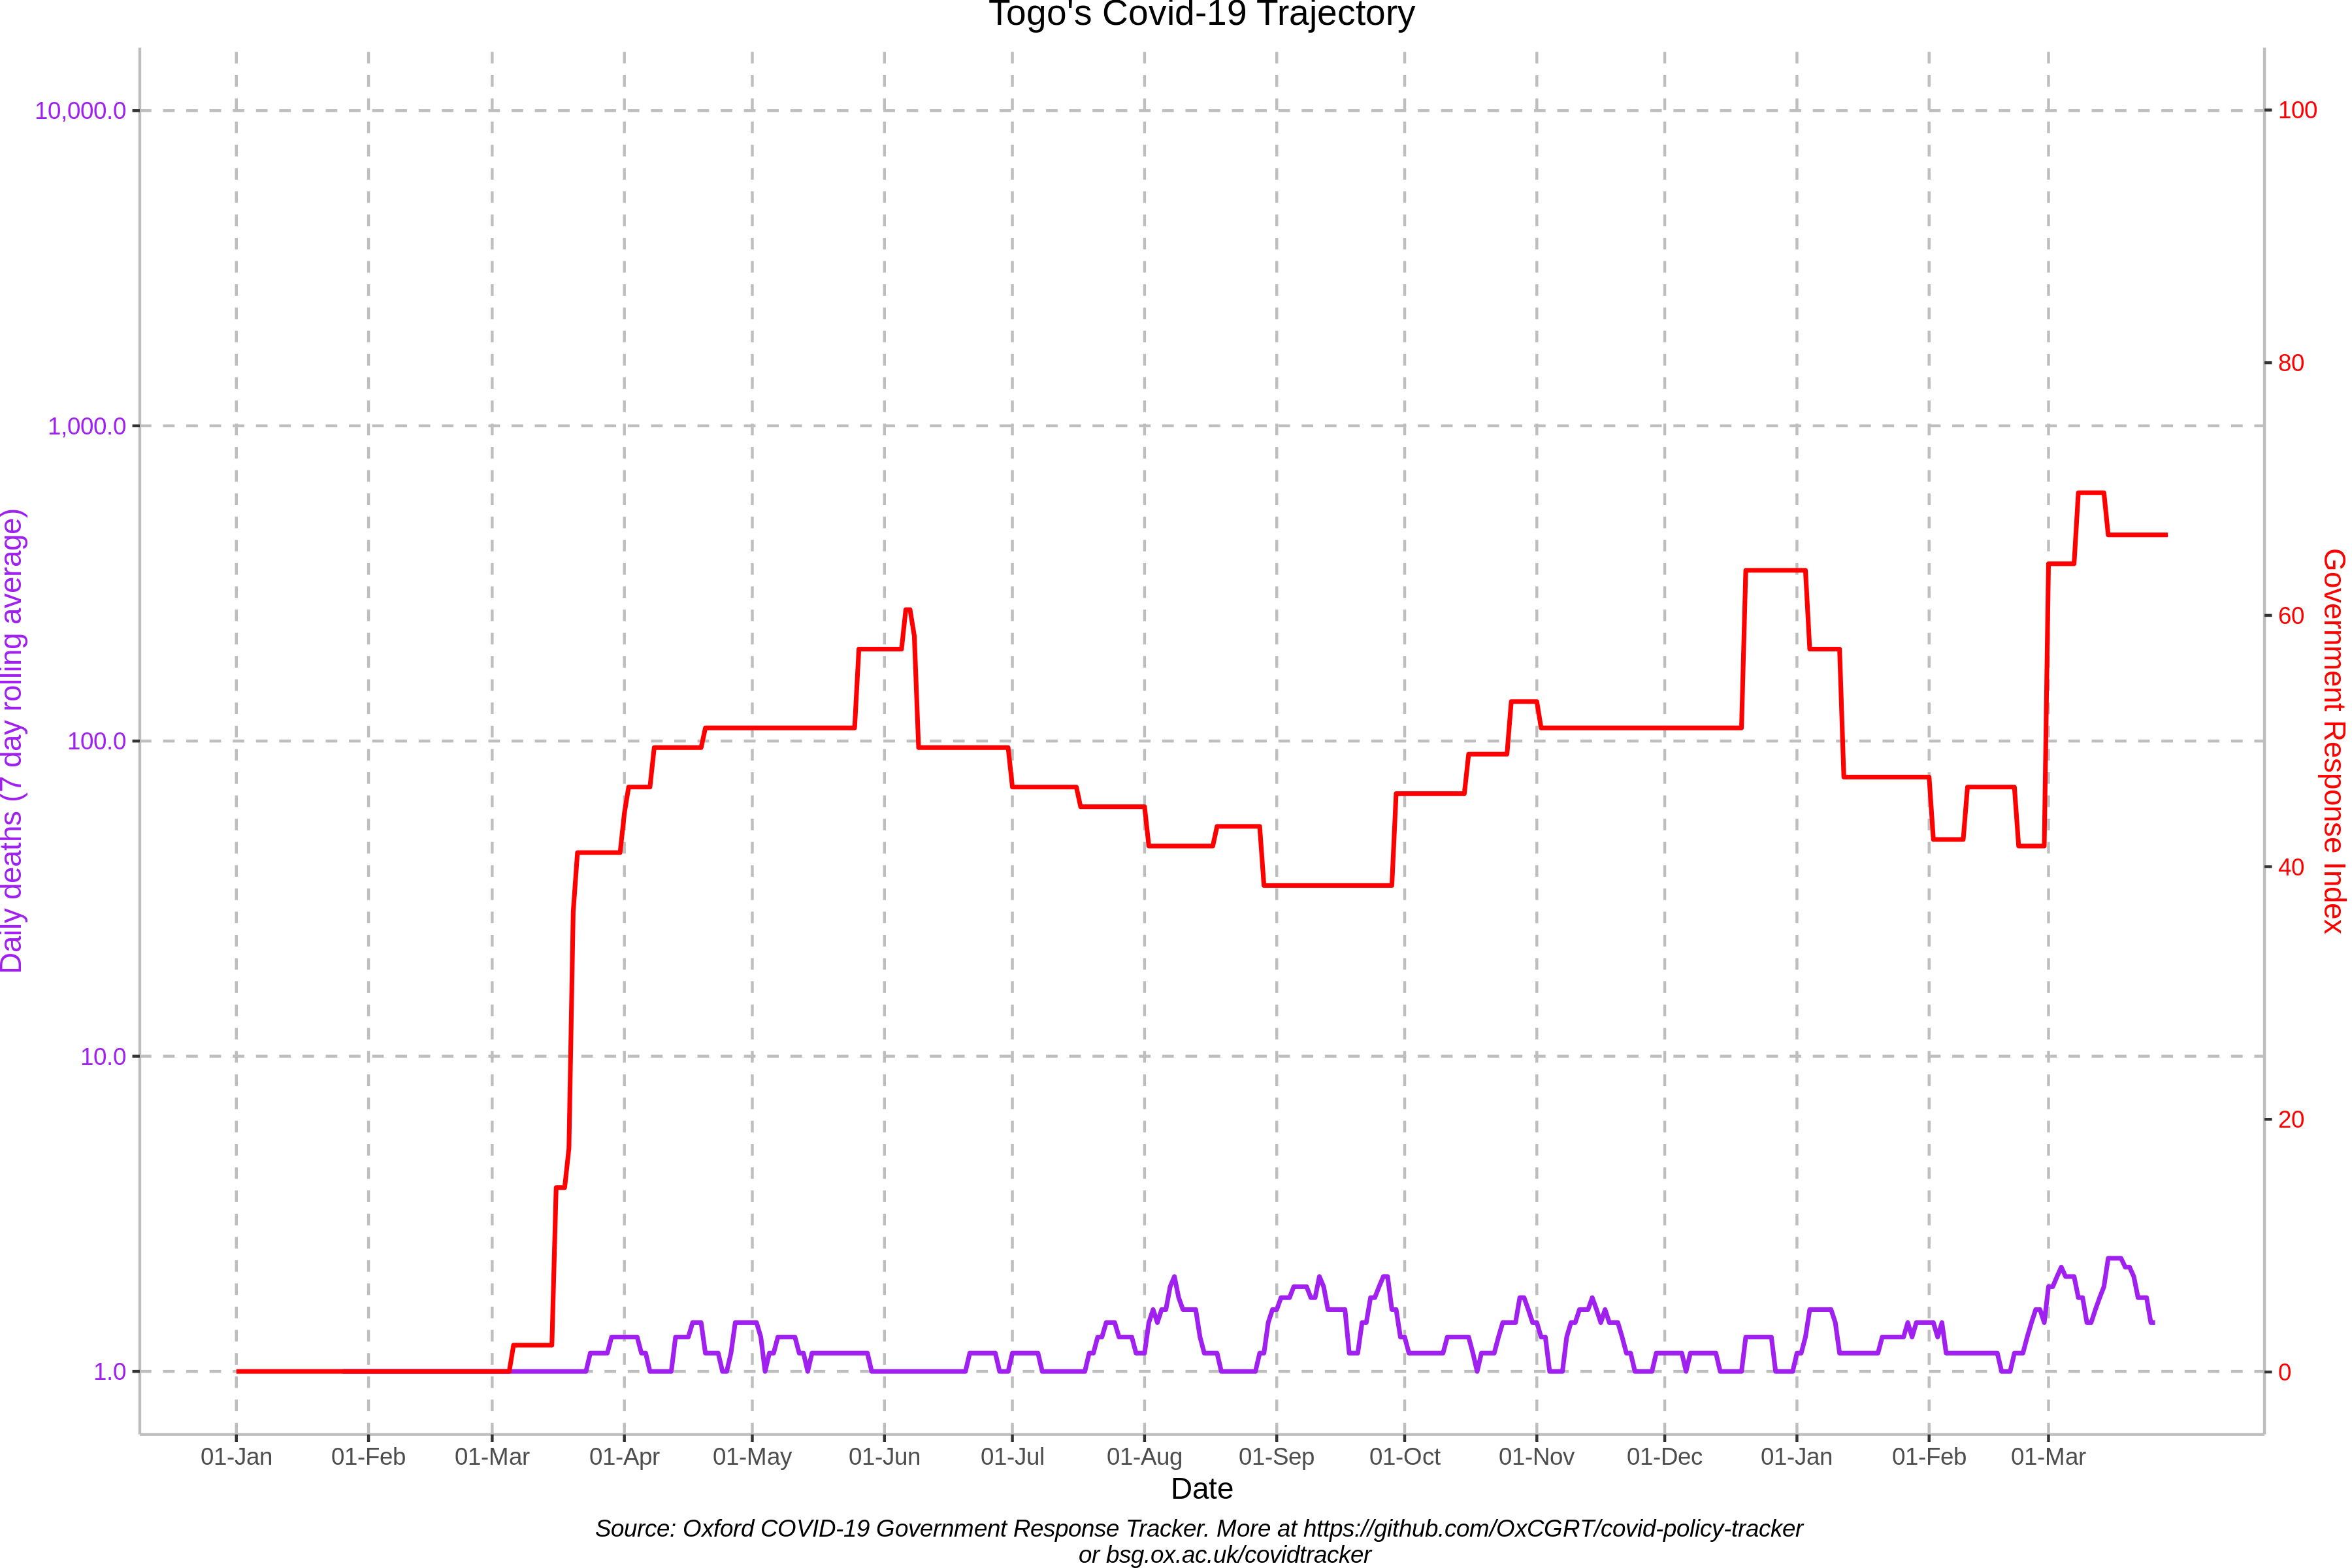 Togo's Covid-19 Trajectory
10,000.0
1,000.0
100.0
10.0
1.0
Daily deaths (7 day rolling average)
100
80
60
40
20
0
Government Response Index
01-Jan
01-Feb
01-Mar
01-Apr
01-May
01-Jun
01-Jul
01-Aug
01-Sep
01-Oct
01-Nov
01-Dec
01-Jan
01-Feb
01-Mar
Date
Source: Oxford COVID-19 Government Response Tracker. More at https://github.com/OxCGRT/covid-policy-tracker
or bsg.ox.ac.uk/covidtracker